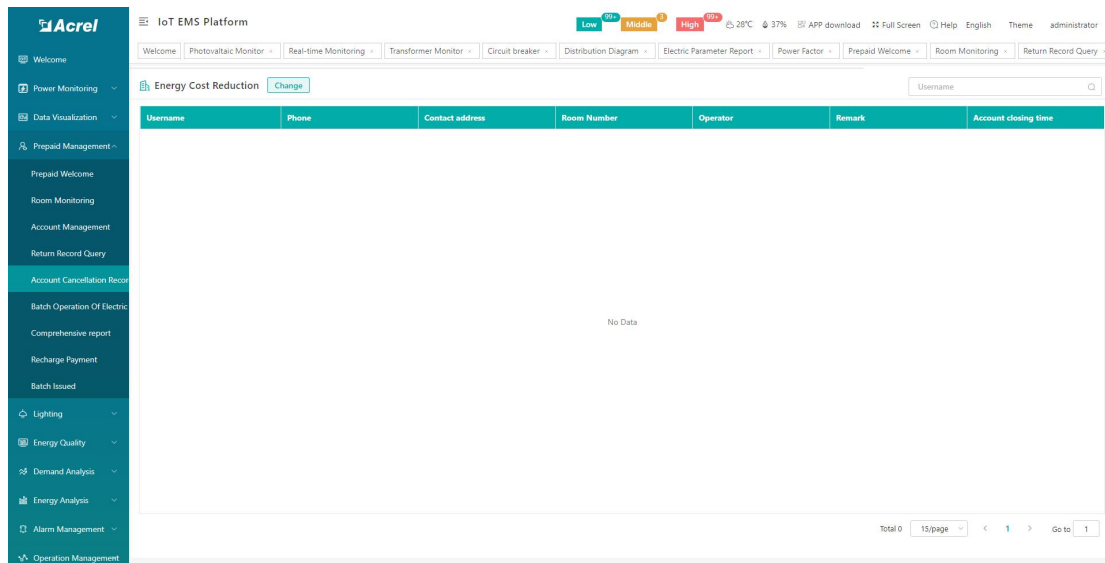 Acrel
IoT EMS Platform
Low 99+ Middle 3 High 99+ 28°C 37% APP download Full Screen Help English Theme administrator
Welcome Photovaltaic Monitor × Real-time Monitoring × Transformer Monitor × Circuit breaker × Distribution Diagram × Electric Parameter Report × Power Factor × Prepaid Welcome × Room Monitoring × Return Record Query ×
Energy Cost Reduction Change Username
Username Phone Contact address Room Number Operator Remark Account closing time
No Data
Total 0 15/page < 1 > Go to 1
Welcome
Power Monitoring
Data Visualization
Prepaid Management
Prepaid Welcome
Room Monitoring
Account Management
Return Record Query
Account Cancellation Recor
Batch Operation Of Electric
Comprehensive report
Recharge Payment
Batch Issued
Lighting
Energy Quality
Demand Analysis
Energy Analysis
Alarm Management
Operation Management